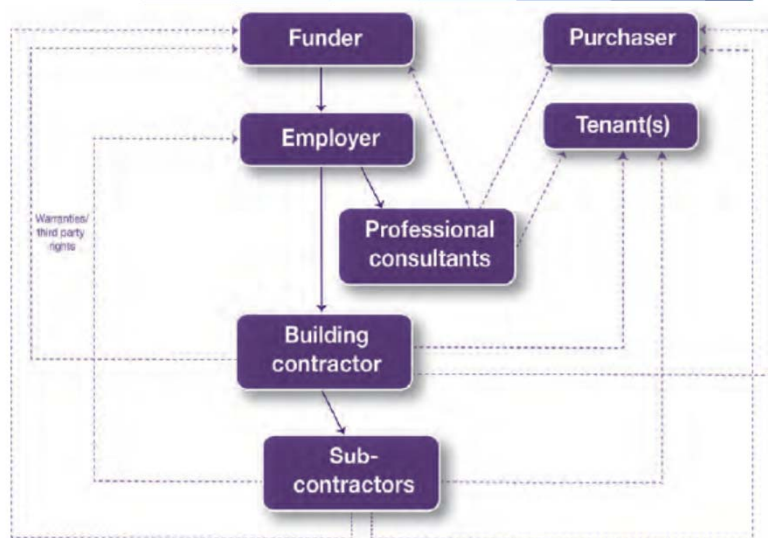 Funder
Purchaser
Employer
Tenant(s)
Warranties/
third party
rights
Professional
consultants
Building
contractor
Sub-
contractors